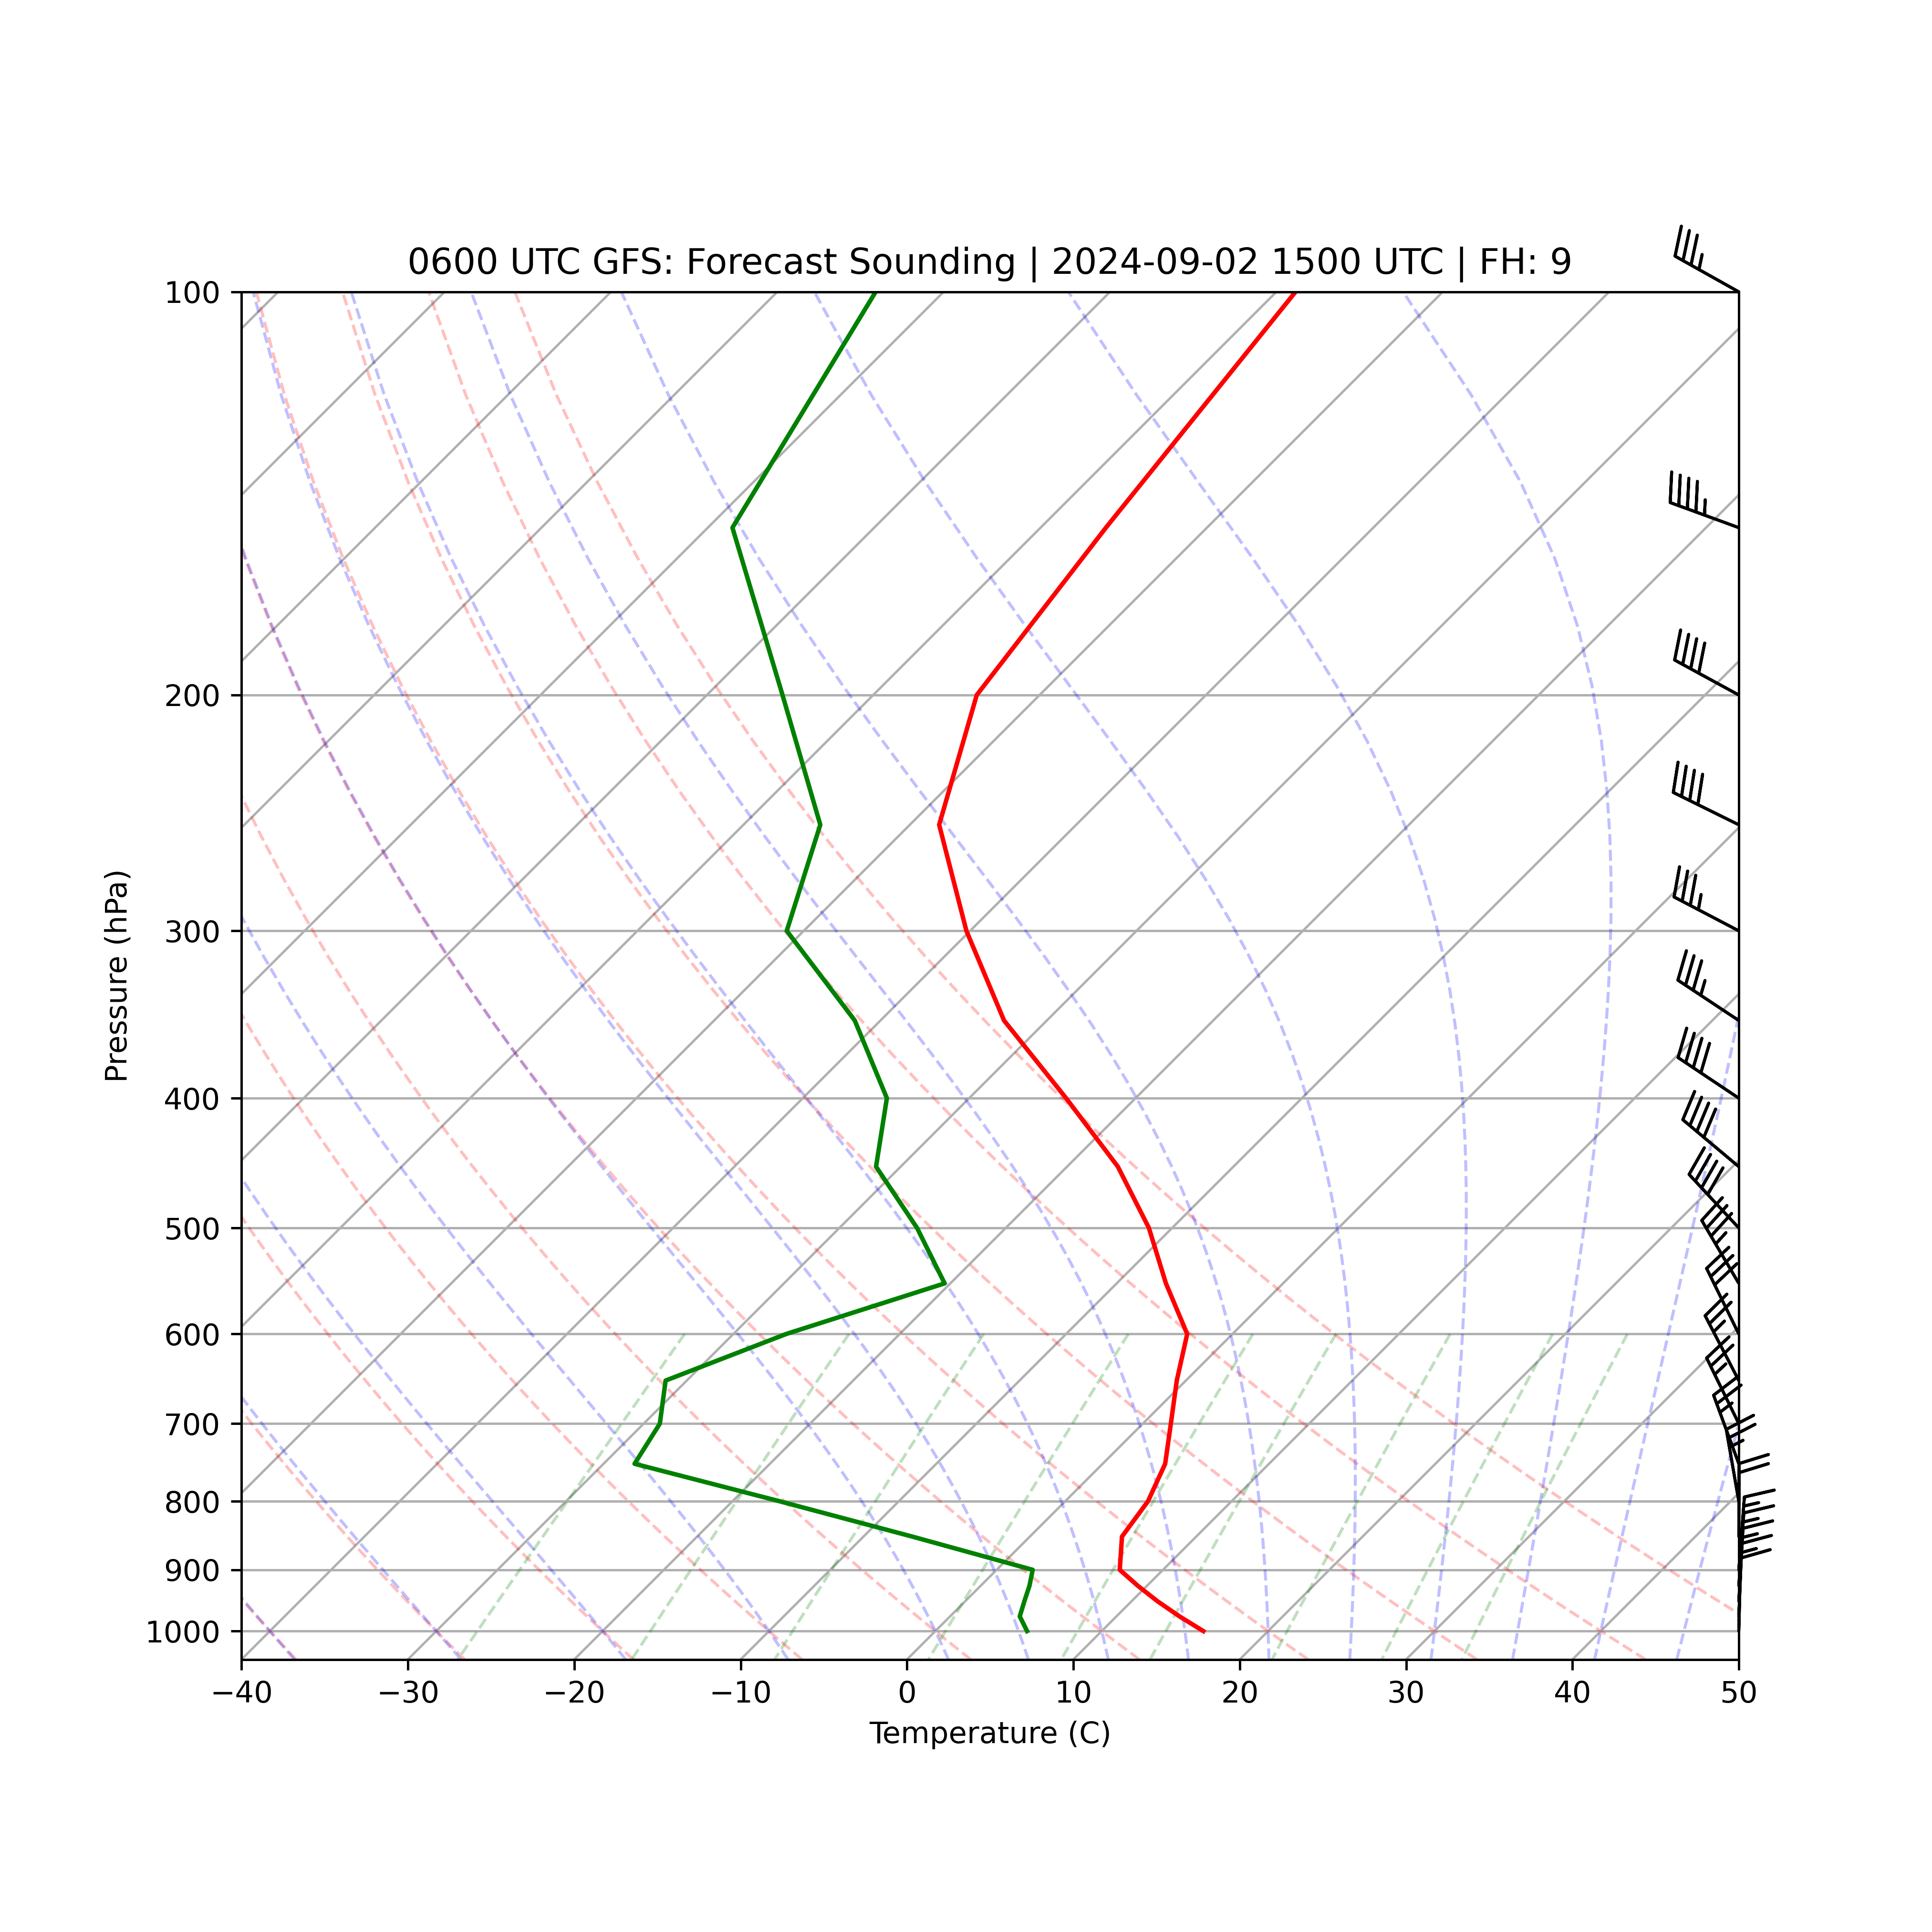 0600 UTC GFS: Forecast Sounding | 2024-09-02 1500 UTC | FH: 9
100
200
300
400
500
600
700
800
900
1000
Pressure (hPa)
−40 −30 −20 −10 0 10 20 30 40 50
Temperature (C)